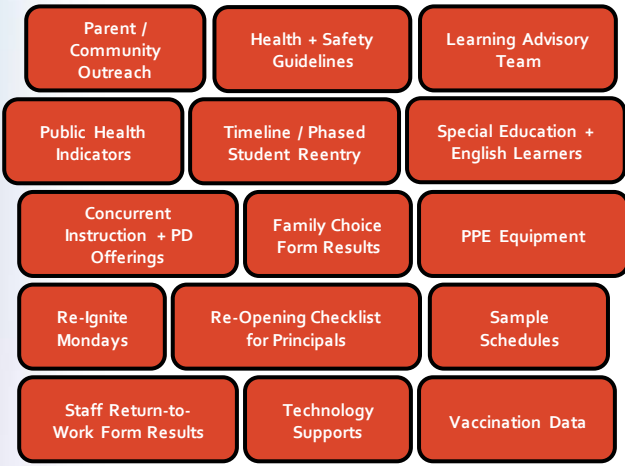 Parent /
Community
Outreach
Health + Safety
Guidelines
Learning Advisory
Team
Public Health
Indicators
Timeline / Phased
Student Reentry
Special Education +
English Learners
Concurrent
Instruction + PD
Offerings
Family Choice
Form Results
PPE Equipment
Re-Ignite
Mondays
Re-Opening Checklist
for Principals
Sample
Schedules
Staff Return-to-
Work Form Results
Technology
Supports
Vaccination Data